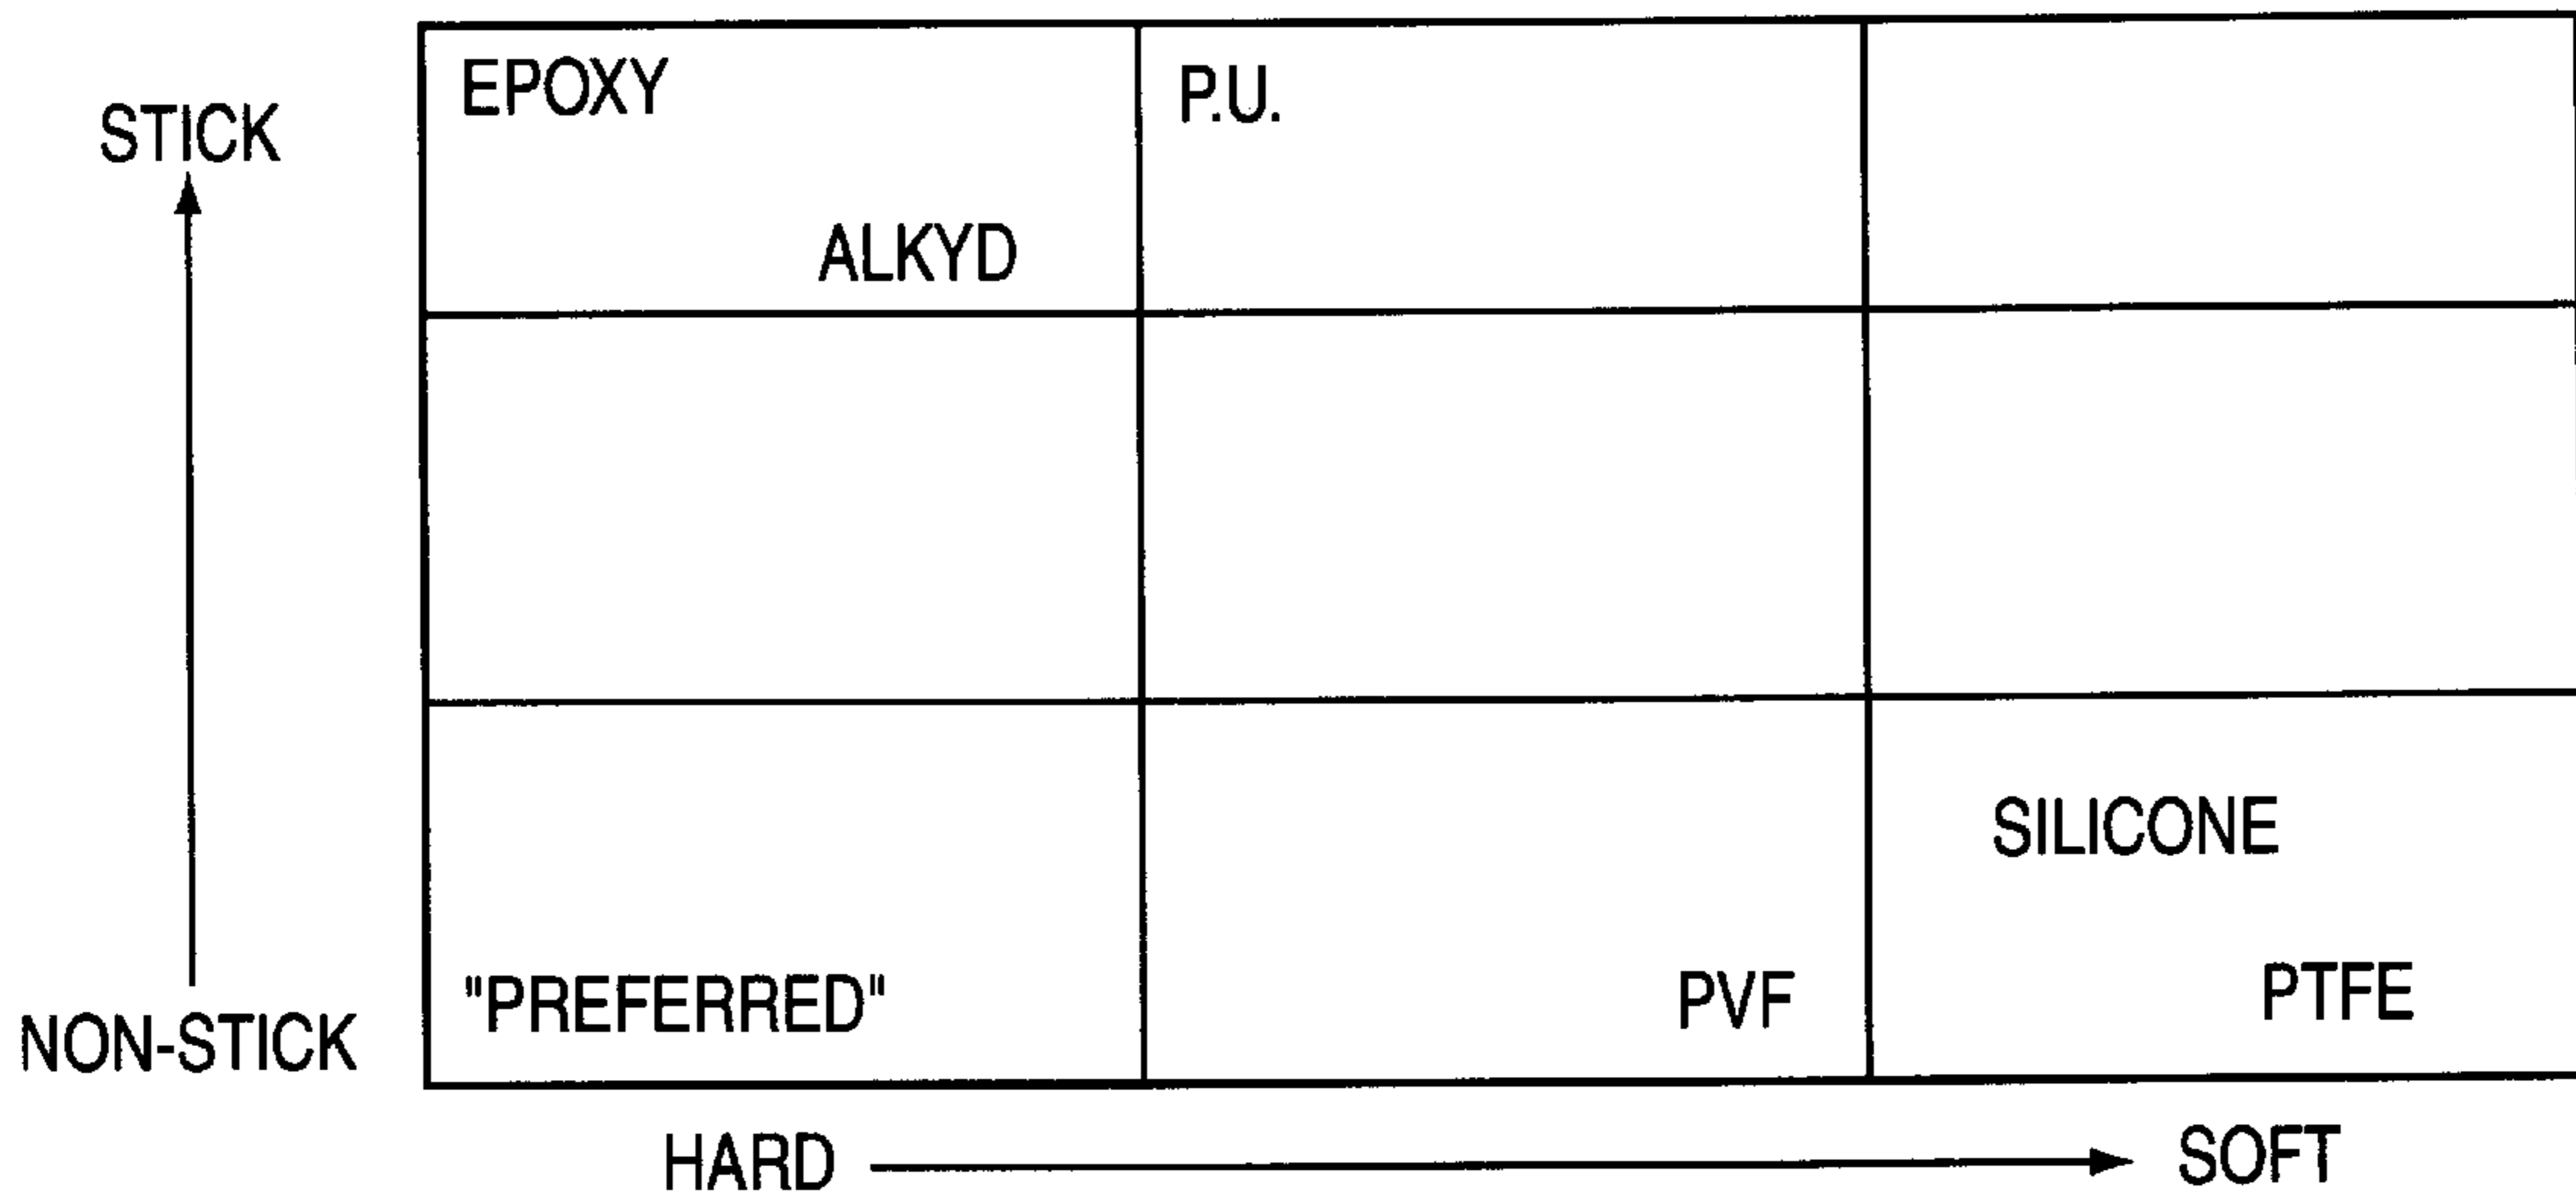 STICK
NON-STICK
EPOXY
P.U.
ALKYD
SILICONE
"PREFERRED"
PVF
PTFE
HARD
SOFT